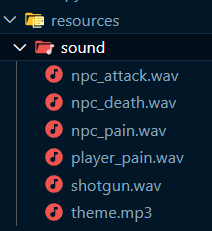 resources
sound
npc_attack.wav
npc_death.wav
npc_pain.wav
player_pain.wav
shotgun.wav
theme.mp3